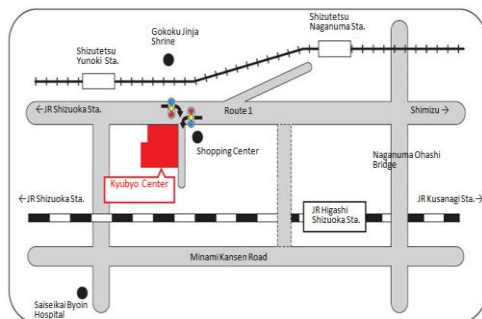 Shizutetsu
Naganuma Sta.
Gokoku Jinja
Shrine
Shizutetsu
Yunoki Sta.
←JR Shizuoka Sta.
Route 1
Shimizu →
Shopping Center
Naganuma Ohashi
Bridge
Kyubyo Center
←JR Shizuoka Sta.
JR Higashi
Shizuoka Sta.
JR Kusanagi Sta.→
Minami Kansen Road
Saiseikai Byoin
Hospital